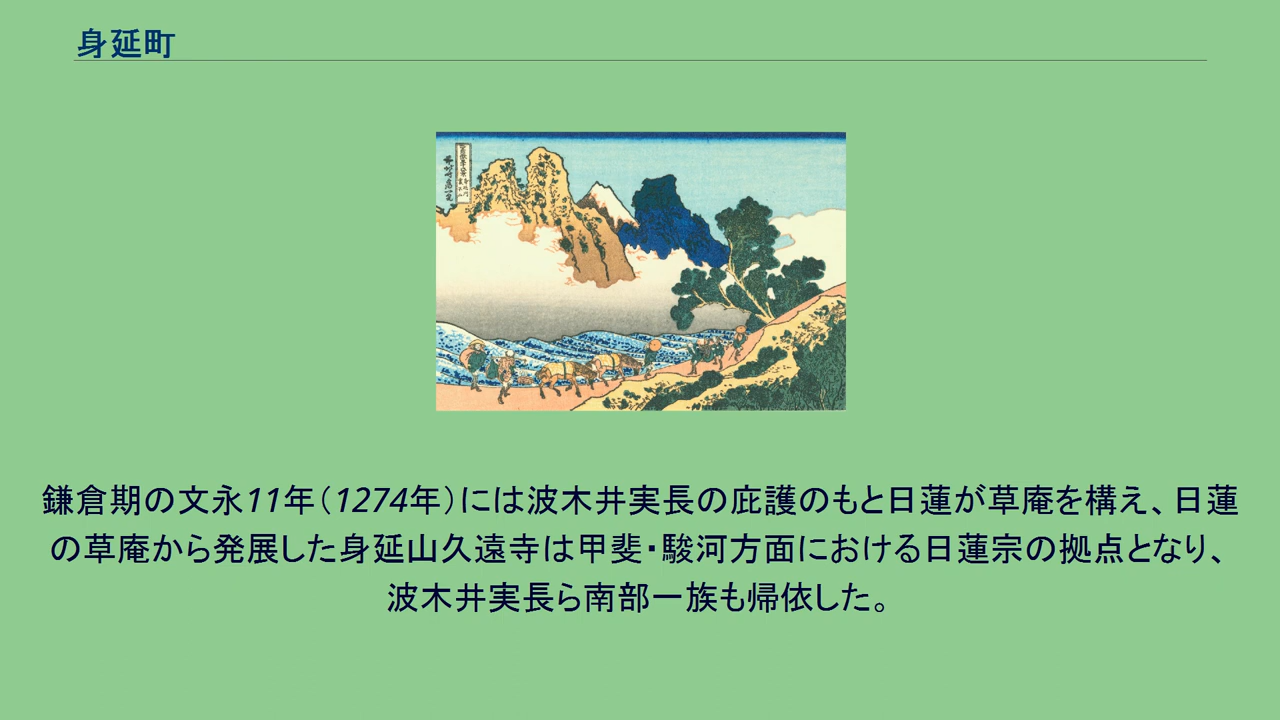 身延町
鎌倉期の文永11年（1274年）には波木井実長の庇護のもと日蓮が草庵を構え、日蓮
の草庵から発展した身延山久遠寺は甲斐・駿河方面における日蓮宗の拠点となり、
波木井実長ら南部一族も帰依した。